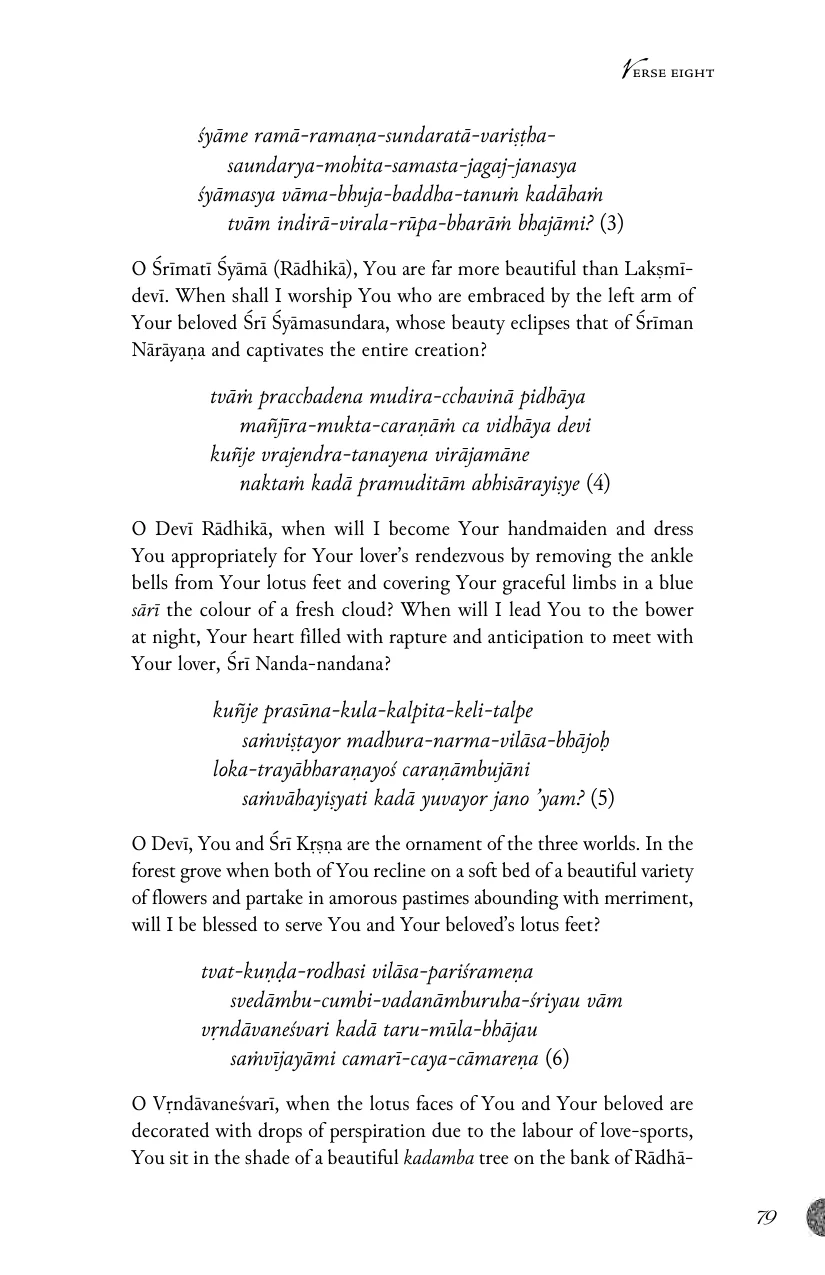 VERSE EIGHT
śyāme ramā-ramaṇa-sundaratā-variṣṭha-
saundarya-mohita-samasta-jagaj-janasya
śyāmasya vāma-bhuja-baddha-tanuṁ kadāhaṁ
tvām indirā-virala-rūpa-bharāṁ bhajāmi? (3)
O Śrīmatī Śyāmā (Rādhikā), You are far more beautiful than Lakṣmī-
devī. When shall I worship You who are embraced by the left arm of
Your beloved Śrī Śyāmasundara, whose beauty eclipses that of Śrīman
Nārāyaṇa and captivates the entire creation?
tvāṁ pracchadena mudira-cchavinā pidhāya
mañjīra-mukta-caraṇāṁ ca vidhāya devi
kuñje vrajendra-tanayena virājamāne
naktaṁ kadā pramuditām abhisārayiṣye (4)
O Devī Rādhikā, when will I become Your handmaiden and dress
You appropriately for Your lover’s rendezvous by removing the ankle
bells from Your lotus feet and covering Your graceful limbs in a blue
sārī the colour of a fresh cloud? When will I lead You to the bower
at night, Your heart filled with rapture and anticipation to meet with
Your lover, Śrī Nanda-nandana?
kuñje prasūna-kula-kalpita-keli-talpe
saṁviṣṭayor madhura-narma-vilāsa-bhājoḥ
loka-trayābharaṇayoś caraṇāmbujāni
saṁvāhayiṣyati kadā yuvayor jano ’yam? (5)
O Devī, You and Śrī Kṛṣṇa are the ornament of the three worlds. In the
forest grove when both of You recline on a soft bed of a beautiful variety
of flowers and partake in amorous pastimes abounding with merriment,
will I be blessed to serve You and Your beloved’s lotus feet?
tvat-kuṇḍa-rodhasi vilāsa-pariśrameṇa
svedāmbu-cumbi-vadanāmburuha-śriyau vām
vṛndāvaneśvari kadā taru-mūla-bhājau
saṁvījayāmi camarī-caya-cāmareṇa (6)
O Vṛndāvaneśvarī, when the lotus faces of You and Your beloved are
decorated with drops of perspiration due to the labour of love-sports,
You sit in the shade of a beautiful kadamba tree on the bank of Rādhā-
79